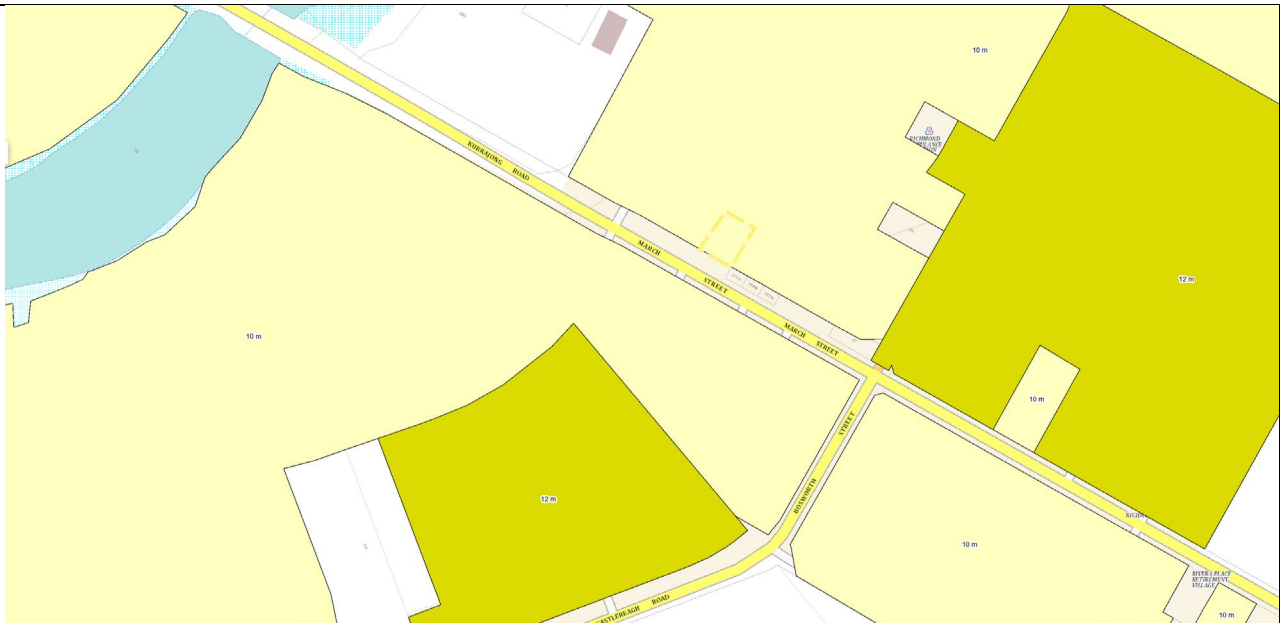 10 m
RICHMOND
AMBULANCE
STATION
KURRAJONG
ROAD
MARCH
STREET
MARCH
STREET
12 m
10 m
10 m
12 m
BOSWORTH
STREET
10 m
CASTLEREAGH
ROAD
RIVERA PLACE
RETIREMENT
VILLAGE
10 m